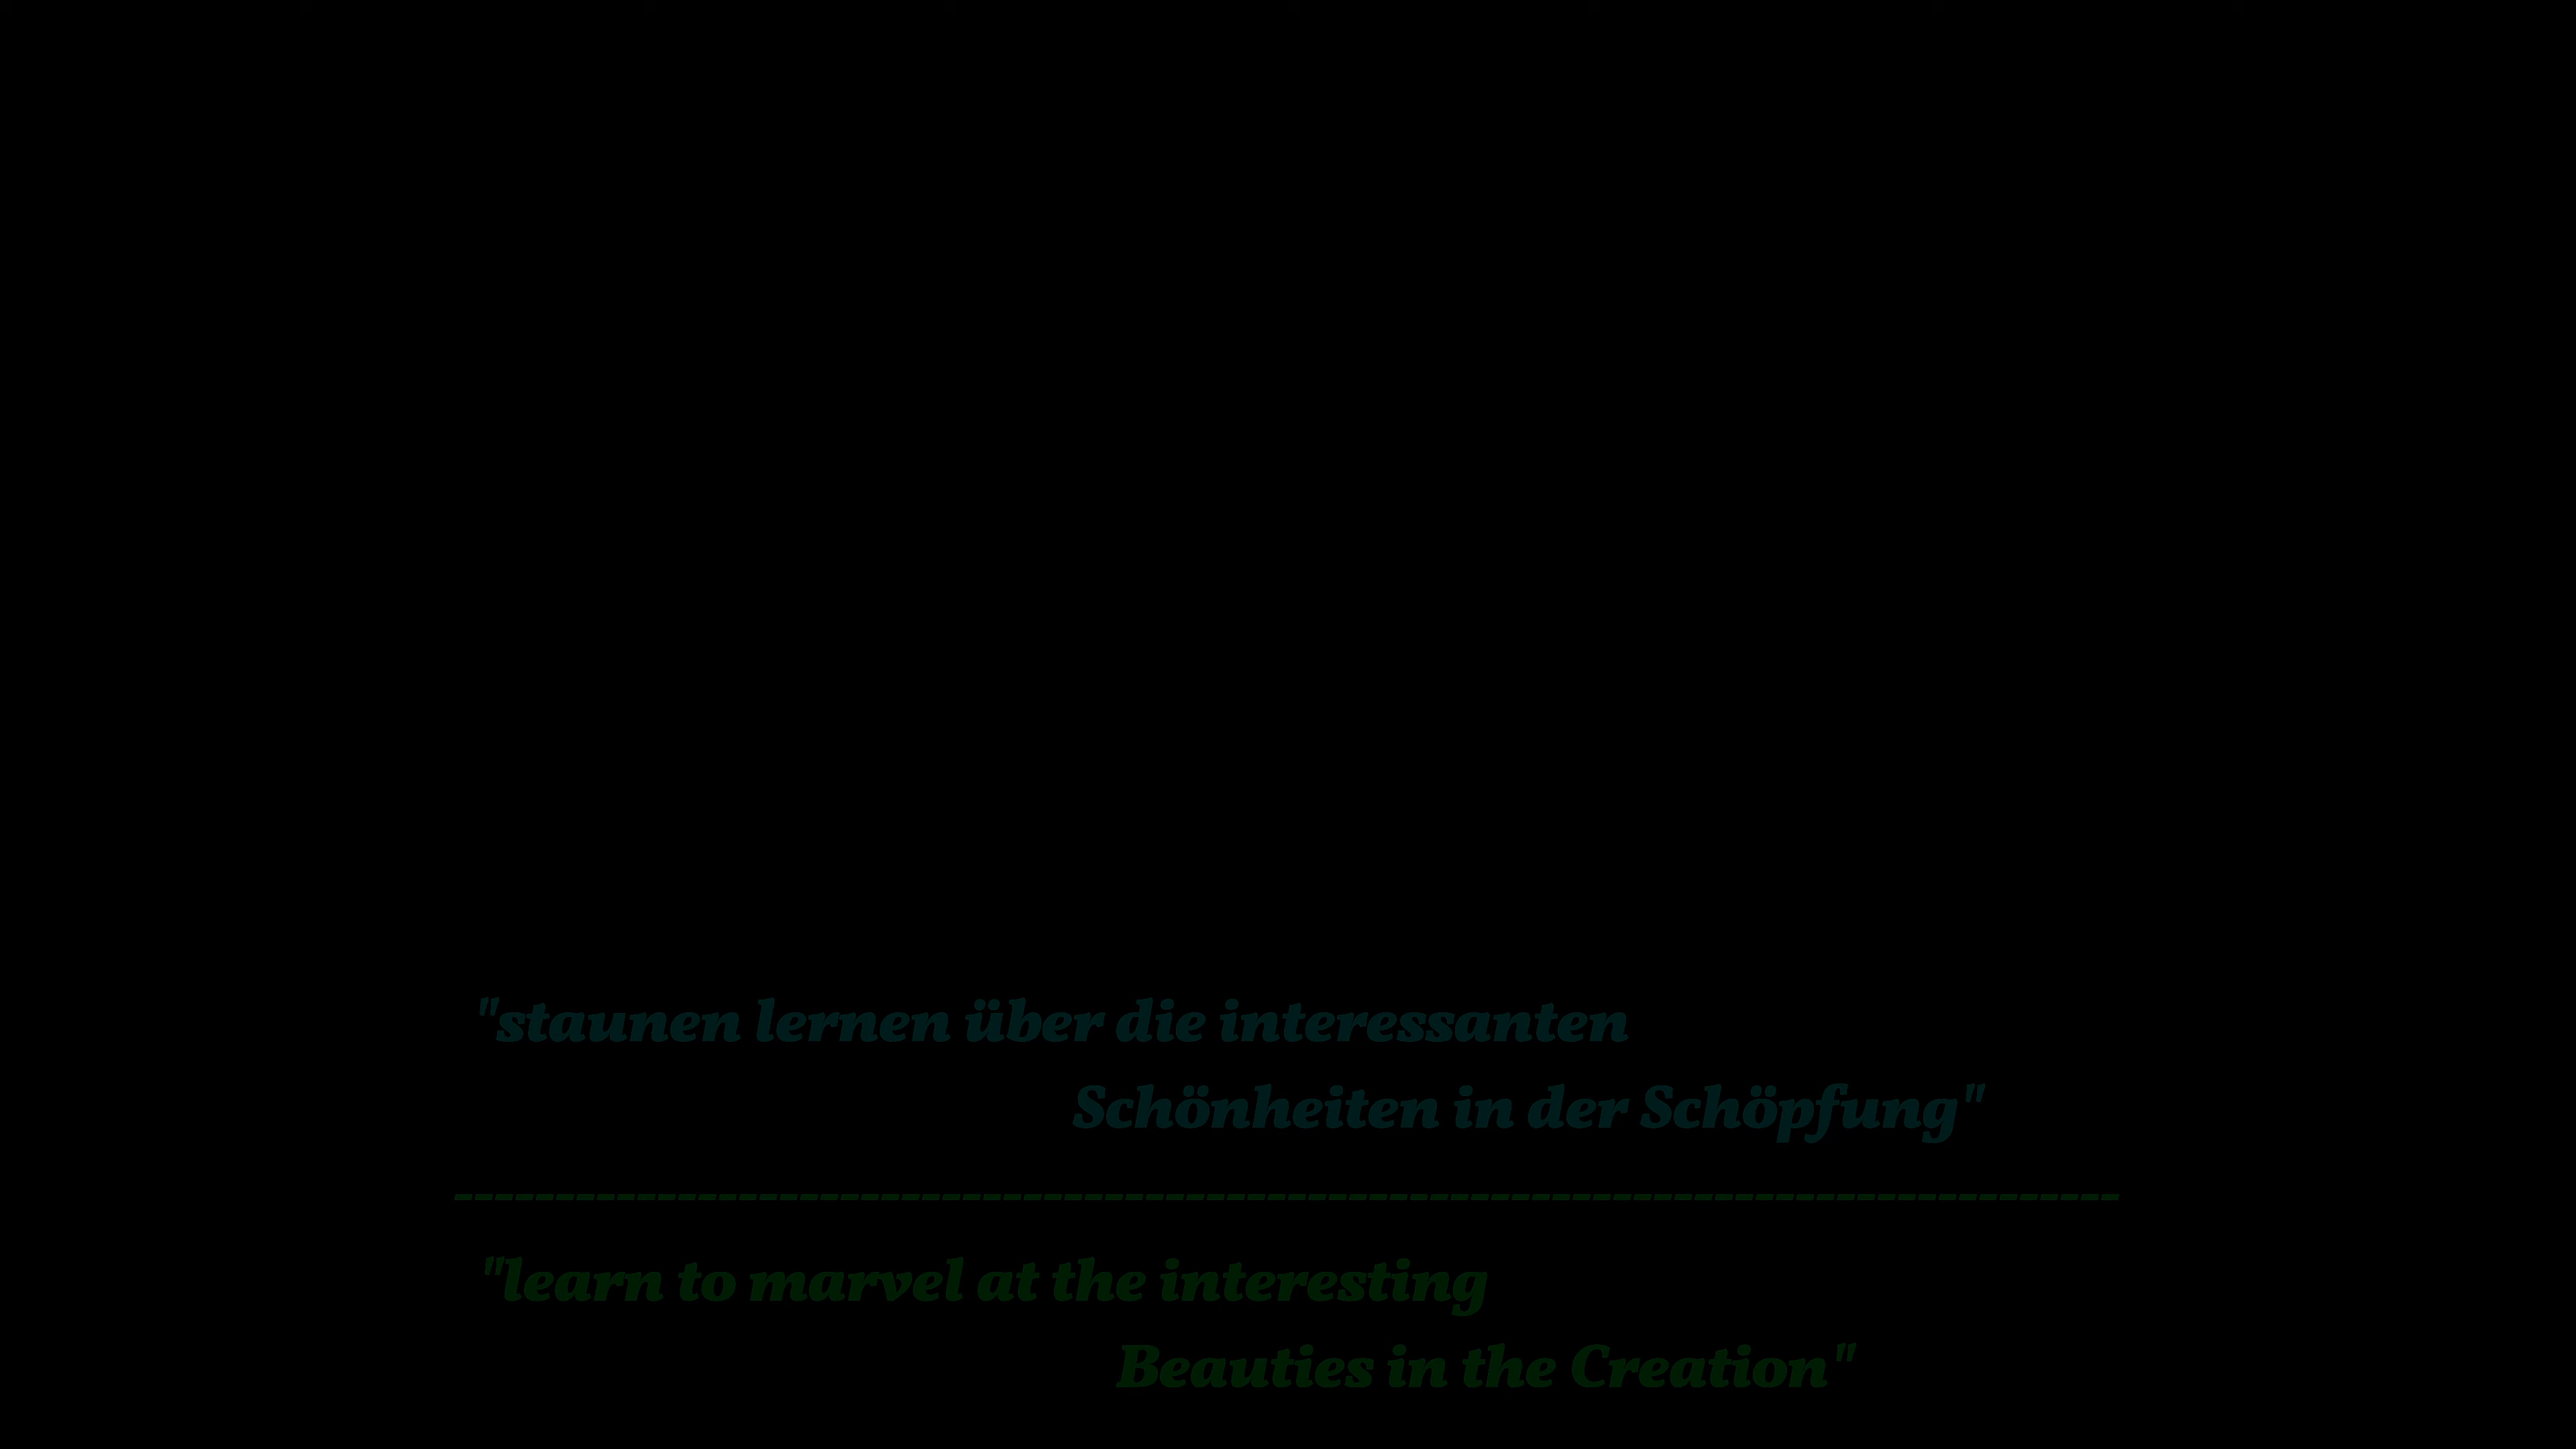 "staunen lernen über die interessanten
Schönheiten in der Schöpfung"
----------------------------------------------------------------------------------
"learn to marvel at the interesting
Beauties in the Creation"